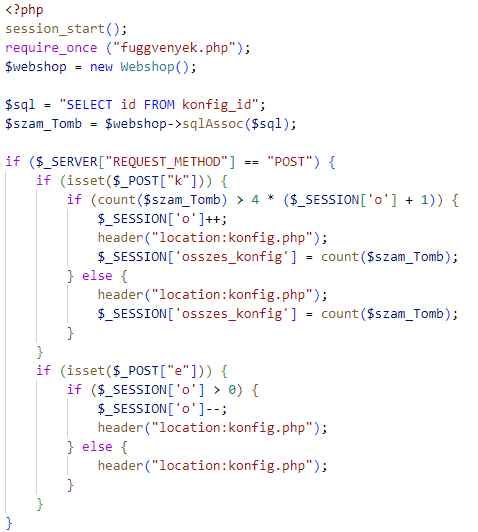 <?php
session_start();
require_once ("fuggvenyek.php");
$webshop = new Webshop();

$sql = "SELECT id FROM konfig_id";
$szam_Tomb = $webshop->sqlAssoc($sql);

if ($_SERVER["REQUEST_METHOD"] == "POST") {
    if (isset($_POST["k"])) {
        if (count($szam_Tomb) > 4 * ($_SESSION['o'] + 1)) {
            $_SESSION['o']++;
            header("location:konfig.php");
            $_SESSION['osszes_konfig'] = count($szam_Tomb);
        } else {
            header("location:konfig.php");
            $_SESSION['osszes_konfig'] = count($szam_Tomb);
        }
    }
    if (isset($_POST["e"])) {
        if ($_SESSION['o'] > 0) {
            $_SESSION['o']--;
            header("location:konfig.php");
        } else {
            header("location:konfig.php");
        }
    }
}